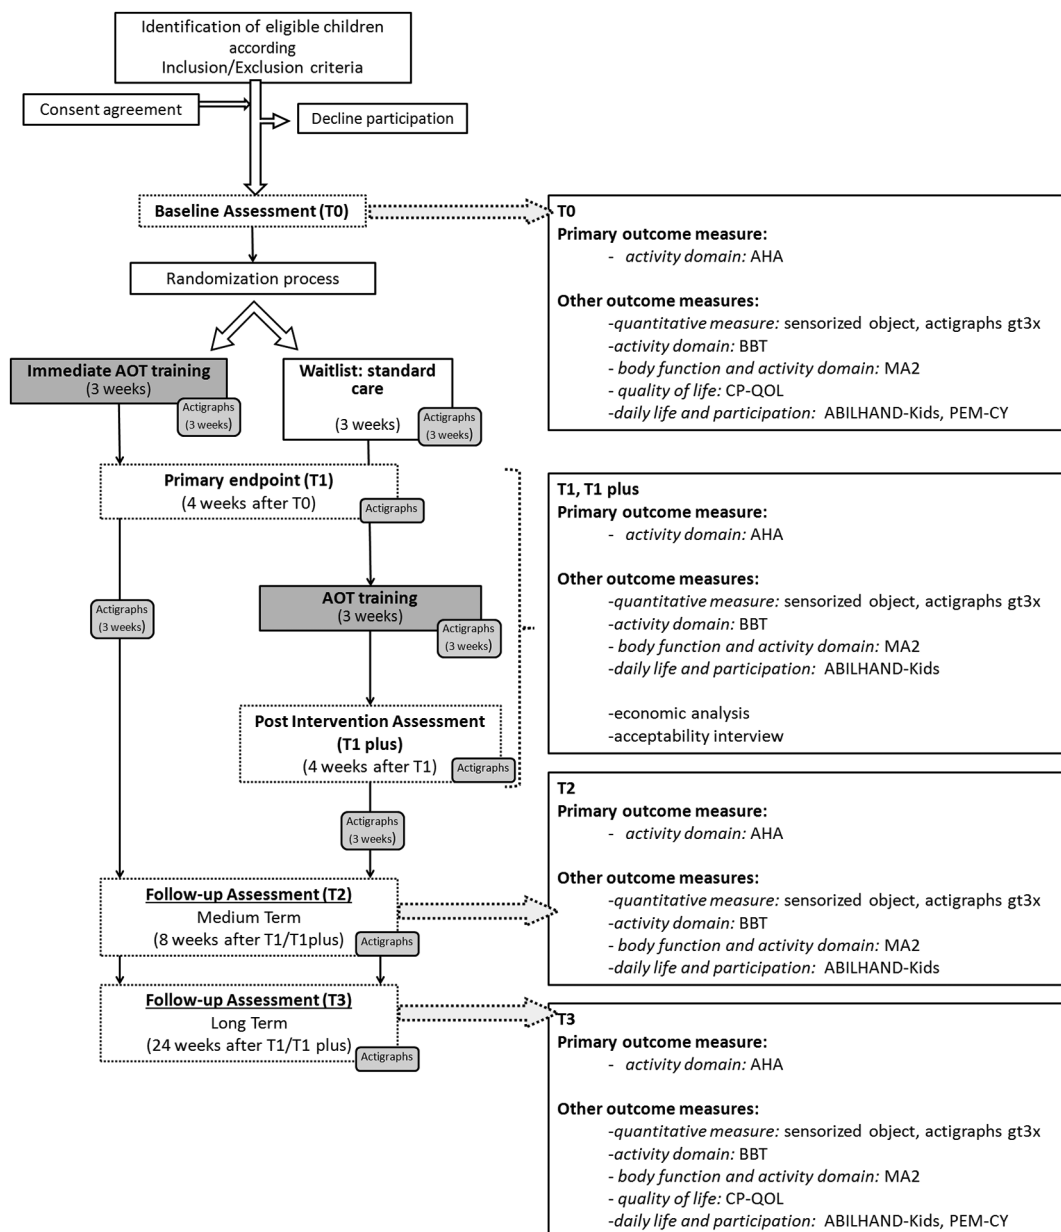 Identification of eligible children
according
Inclusion/Exclusion criteria
Consent agreement
Decline participation
Baseline Assessment (T0)
Randomization process
Immediate AOT training
(3 weeks)
Actigraphs
(3 weeks)
Waitlist: standard
care
(3 weeks)
Actigraphs
(3 weeks)
Primary endpoint (T1)
(4 weeks after T0)
Actigraphs
Actigraphs
(3 weeks)
AOT training
(3 weeks)
Actigraphs
(3 weeks)
Post Intervention Assessment
(T1 plus)
(4 weeks after T1)
Actigraphs
Actigraphs
(3 weeks)
Follow-up Assessment (T2)
Medium Term
(8 weeks after T1/T1plus)
Actigraphs
Follow-up Assessment (T3)
Long Term
(24 weeks after T1/T1 plus)
Actigraphs
T0
Primary outcome measure:
- activity domain: AHA
Other outcome measures:
-quantitative measure: sensorized object, actigraphs gt3x
-activity domain: BBT
- body function and activity domain: MA2
- quality of life: CP-QOL
-daily life and participation: ABILHAND-Kids, PEM-CY
T1, T1 plus
Primary outcome measure:
- activity domain: AHA
Other outcome measures:
-quantitative measure: sensorized object, actigraphs gt3x
-activity domain: BBT
- body function and activity domain: MA2
-daily life and participation: ABILHAND-Kids
-economic analysis
-acceptability interview
T2
Primary outcome measure:
- activity domain: AHA
Other outcome measures:
-quantitative measure: sensorized object, actigraphs gt3x
-activity domain: BBT
- body function and activity domain: MA2
-daily life and participation: ABILHAND-Kids
T3
Primary outcome measure:
- activity domain: AHA
Other outcome measures:
-quantitative measure: sensorized object, actigraphs gt3x
-activity domain: BBT
- body function and activity domain: MA2
- quality of life: CP-QOL
-daily life and participation: ABILHAND-Kids, PEM-CY